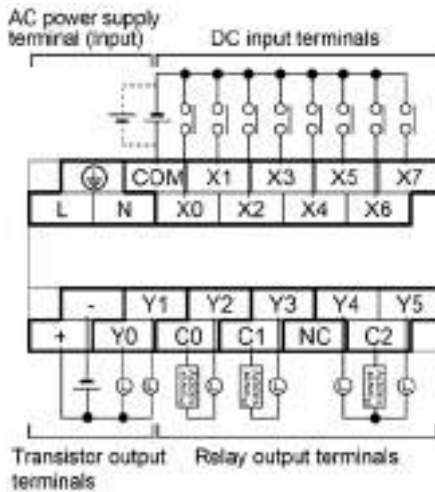 AC power supply
terminal (Input)
DC input terminals
COM X1 X3 X5 X7
L N X0 X2 X4 X6
- Y1 Y2 Y3 Y4 Y5
+ Y0 C0 C1 NC C2
L L L L L L
Transistor output
terminals
Relay output terminals